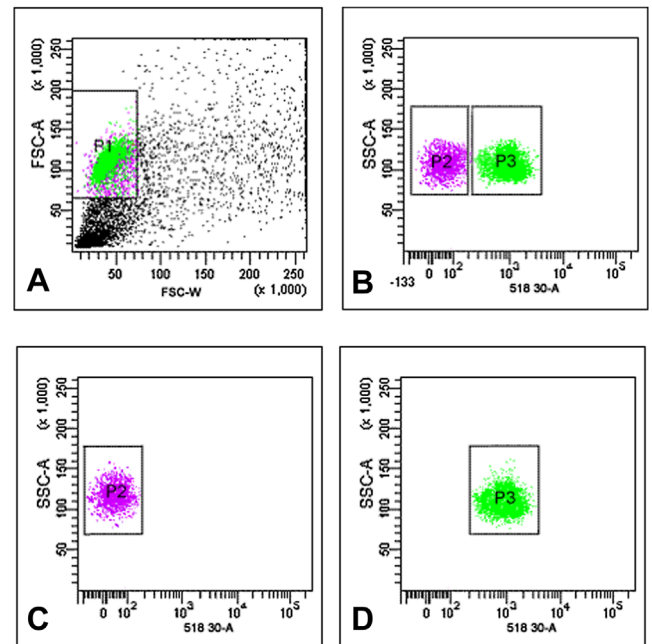 FSC-A
(x 1,000)
250
200
150
100
50
P1
50
100
150
200
250
FSC-W
(x 1,000)
A
SSC-A
(x 1,000)
250
200
150
100
50
P2
P3
-133
0
10²
10³
10⁴
10⁵
518 30-A
B
SSC-A
(x 1,000)
250
200
150
100
50
P2
0
10²
10³
10⁴
10⁵
518 30-A
C
SSC-A
(x 1,000)
250
200
150
100
50
P3
0
10²
10³
10⁴
10⁵
518 30-A
D